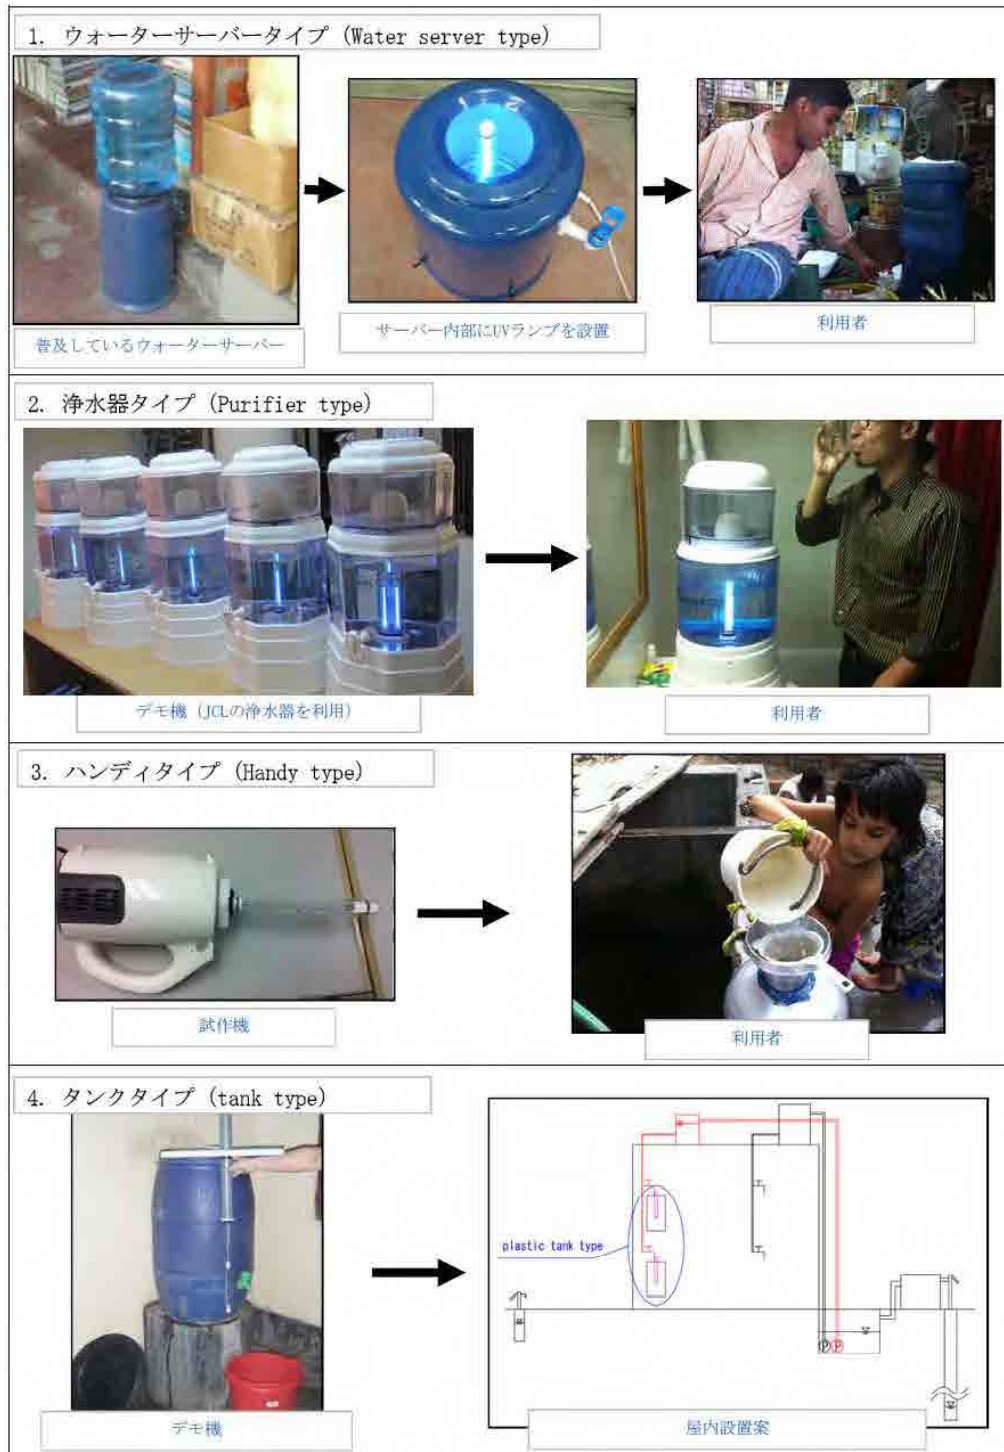 1. ウォーターサーバータイプ (Water server type)
普及しているウォーターサーバー
サーバー内部にUVランプを設置
利用者
2. 浄水器タイプ (Purifier type)
デモ機 (JCLの浄水器を利用)
利用者
3. ハンディタイプ (Handy type)
試作機
利用者
4. タンクタイプ (tank type)
plastic tank type
P P
デモ機
屋内設置案